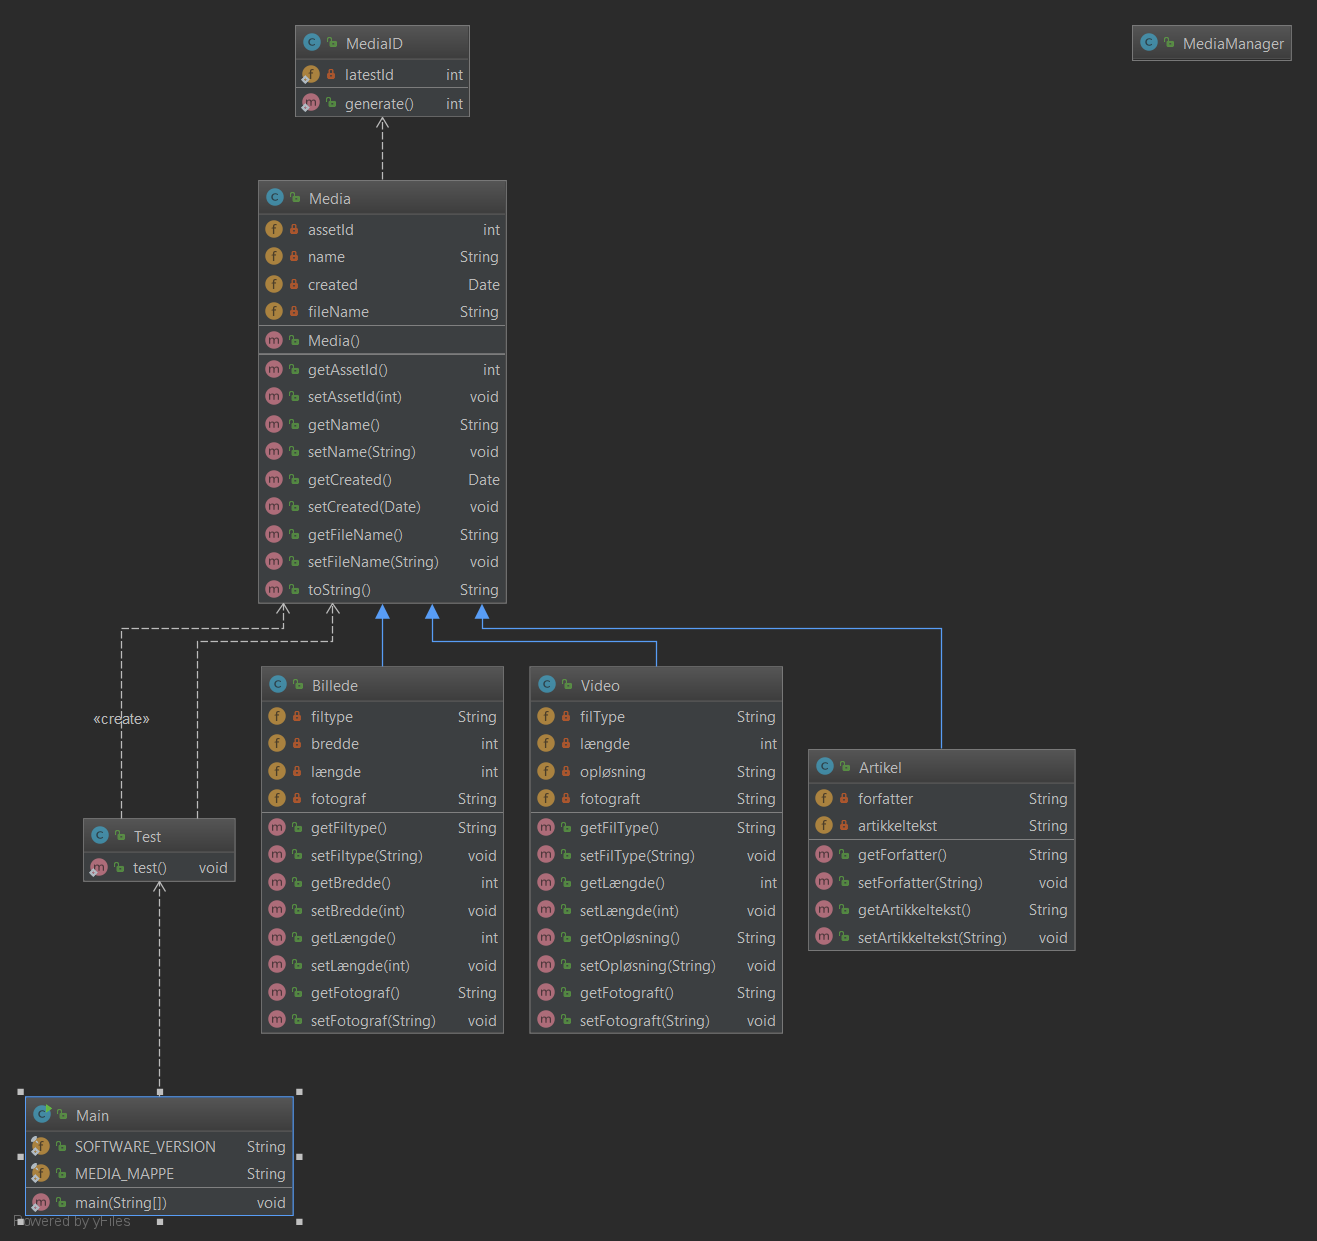 MediaID
latestId int
generate() int
MediaManager
Media
assetId int
name String
created Date
fileName String
Media()
getAssetId() int
setAssetId(int) void
getName() String
setName(String) void
getCreated() Date
setCreated(Date) void
getFileName() String
setFileName(String) void
toString() String
«create»
Billede
filtype String
bredde int
længde int
fotograf String
getFiltype() String
setFiltype(String) void
getBredde() int
setBredde(int) void
getLængde() int
setLængde(int) void
getFotograf() String
setFotograf(String) void
Video
filType String
længde int
opløsning String
fotograft String
getFilType() String
setFilType(String) void
getLængde() int
setLængde(int) void
getOpløsning() String
setOpløsning(String) void
getFotograft() String
setFotograft(String) void
Artikel
forfatter String
artikkeltekst String
getForfatter() String
setForfatter(String) void
getArtikkeltekst() String
setArtikkeltekst(String) void
Test
test() void
Main
SOFTWARE_VERSION String
MEDIA_MAPPE String
main(String[]) void
Powered by yFiles